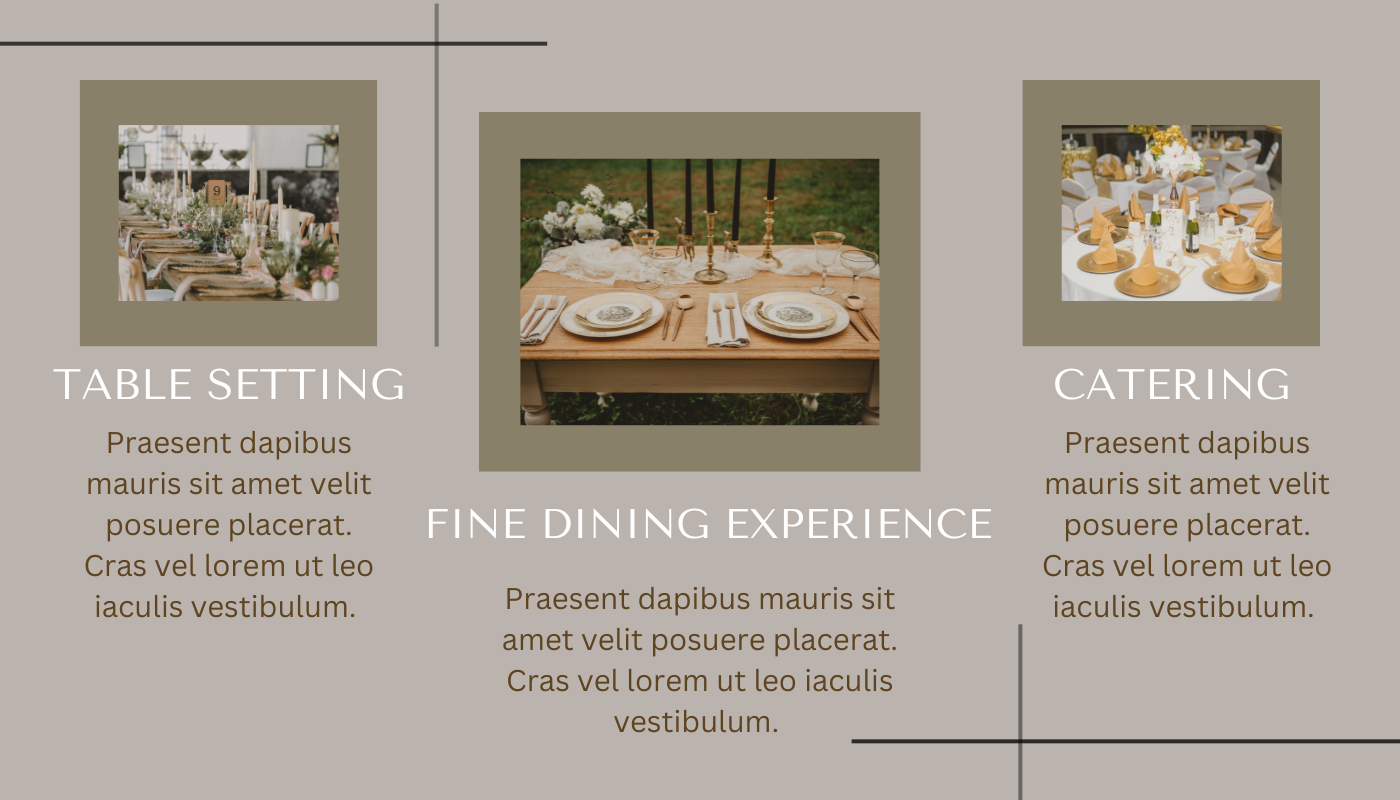 9
TABLE SETTING
Praesent dapibus
mauris sit amet velit
posuere placerat.
Cras vel lorem ut leo
iaculis vestibulum.
FINE DINING EXPERIENCE
Praesent dapibus mauris sit
amet velit posuere placerat.
Cras vel lorem ut leo iaculis
vestibulum.
CATERING
Praesent dapibus
mauris sit amet velit
posuere placerat.
Cras vel lorem ut leo
iaculis vestibulum.